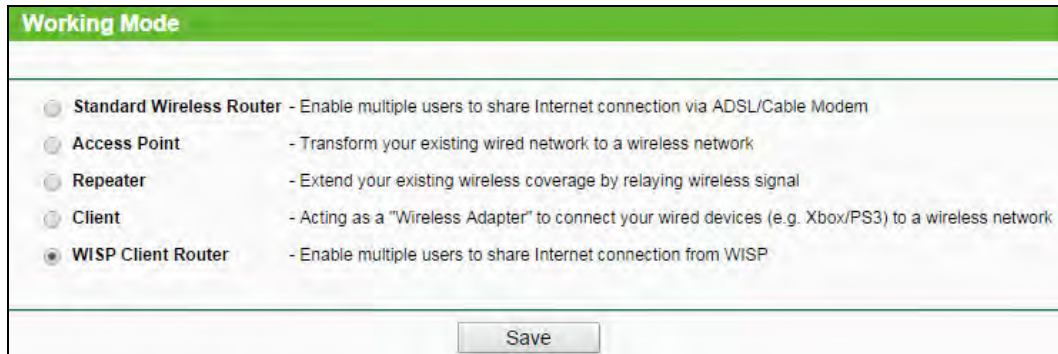 Working Mode
Standard Wireless Router - Enable multiple users to share Internet connection via ADSL/Cable Modem
Access Point - Transform your existing wired network to a wireless network
Repeater - Extend your existing wireless coverage by relaying wireless signal
Client - Acting as a "Wireless Adapter" to connect your wired devices (e.g. Xbox/PS3) to a wireless network
WISP Client Router - Enable multiple users to share Internet connection from WISP
Save